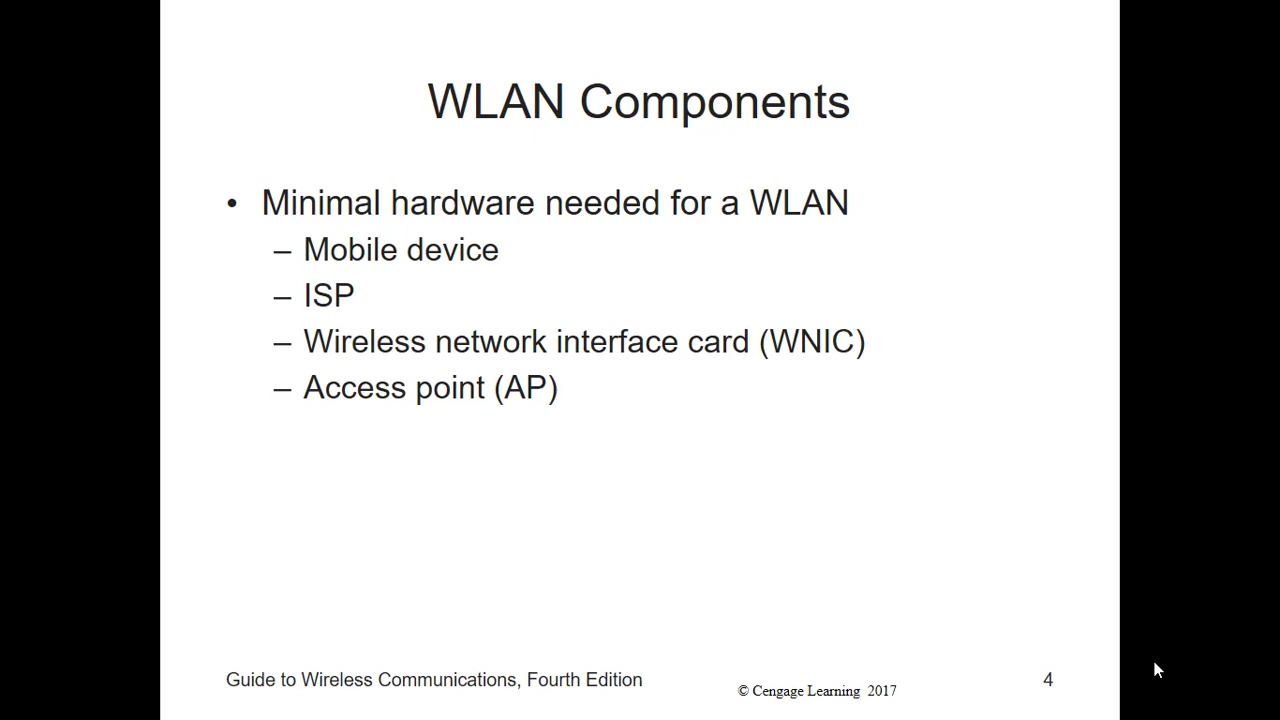 WLAN Components
• Minimal hardware needed for a WLAN
– Mobile device
– ISP
– Wireless network interface card (WNIC)
– Access point (AP)
Guide to Wireless Communications, Fourth Edition
© Cengage Learning 2017
4